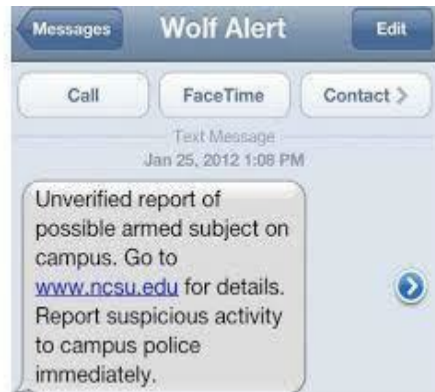 Messages
Wolf Alert
Edit
Call
FaceTime
Contact
Text Message
Jan 25, 2012 1:08 PM
Unverified report of
possible armed subject on
campus. Go to
www.ncsu.edu for details.
Report suspicious activity
to campus police
immediately.